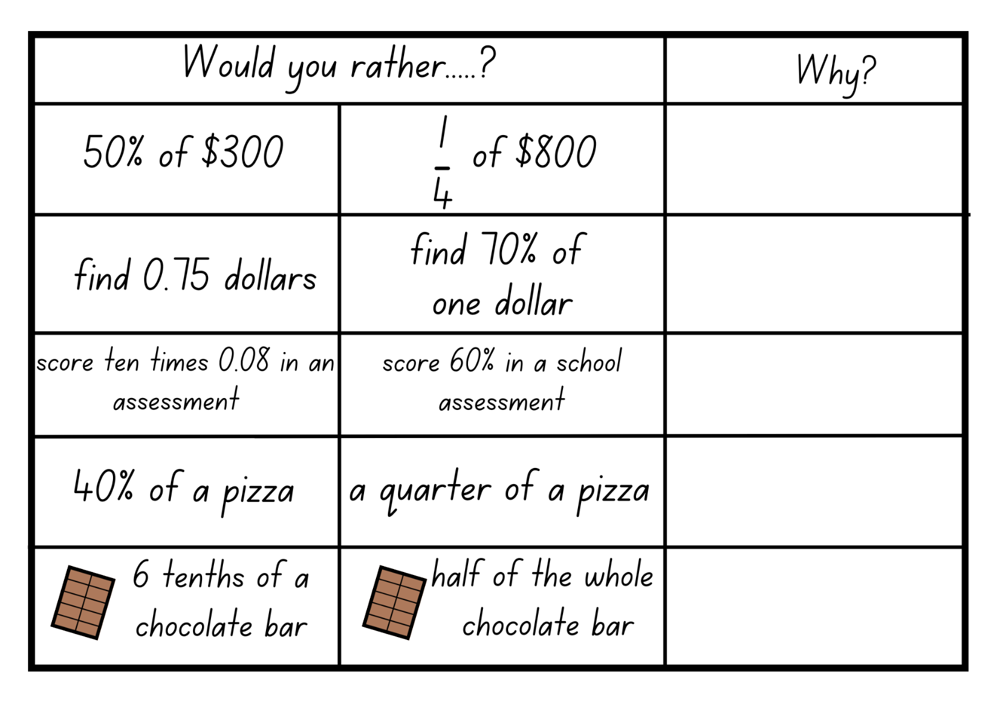 Would you rather.....?
Why?
50% of $300
1
4
of $800
find 0.75 dollars
find 70% of
one dollar
score ten times 0.08 in an
assessment
score 60% in a school
assessment
40% of a pizza
a quarter of a pizza
6 tenths of a
chocolate bar
half of the whole
chocolate bar